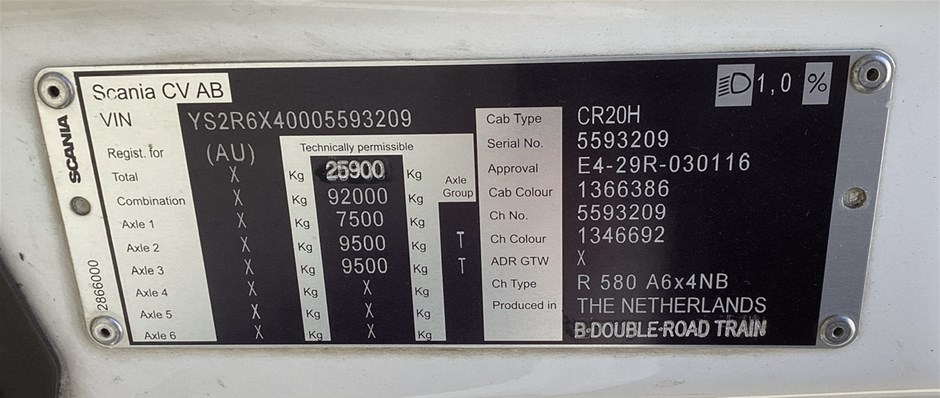 Scania CV AB
1,0 %
SCANIA
2866000
VIN YS2R6X40005593209
Regist. for (AU) Technically permissible
Total X Kg 25900 Kg Axle Group
Combination X Kg 92000 Kg
Axle 1 X Kg 7500 Kg
Axle 2 X Kg 9500 Kg T
Axle 3 X Kg 9500 Kg T
Axle 4 X Kg X Kg
Axle 5 X Kg X Kg
Axle 6 X Kg X Kg
Cab Type CR20H
Serial No. 5593209
Approval E4-29R-030116
Cab Colour 1366386
Ch No. 5593209
Ch Colour 1346692
ADR GTW X
Ch Type R 580 A6x4NB
Produced in THE NETHERLANDS
B-DOUBLE-ROAD TRAIN